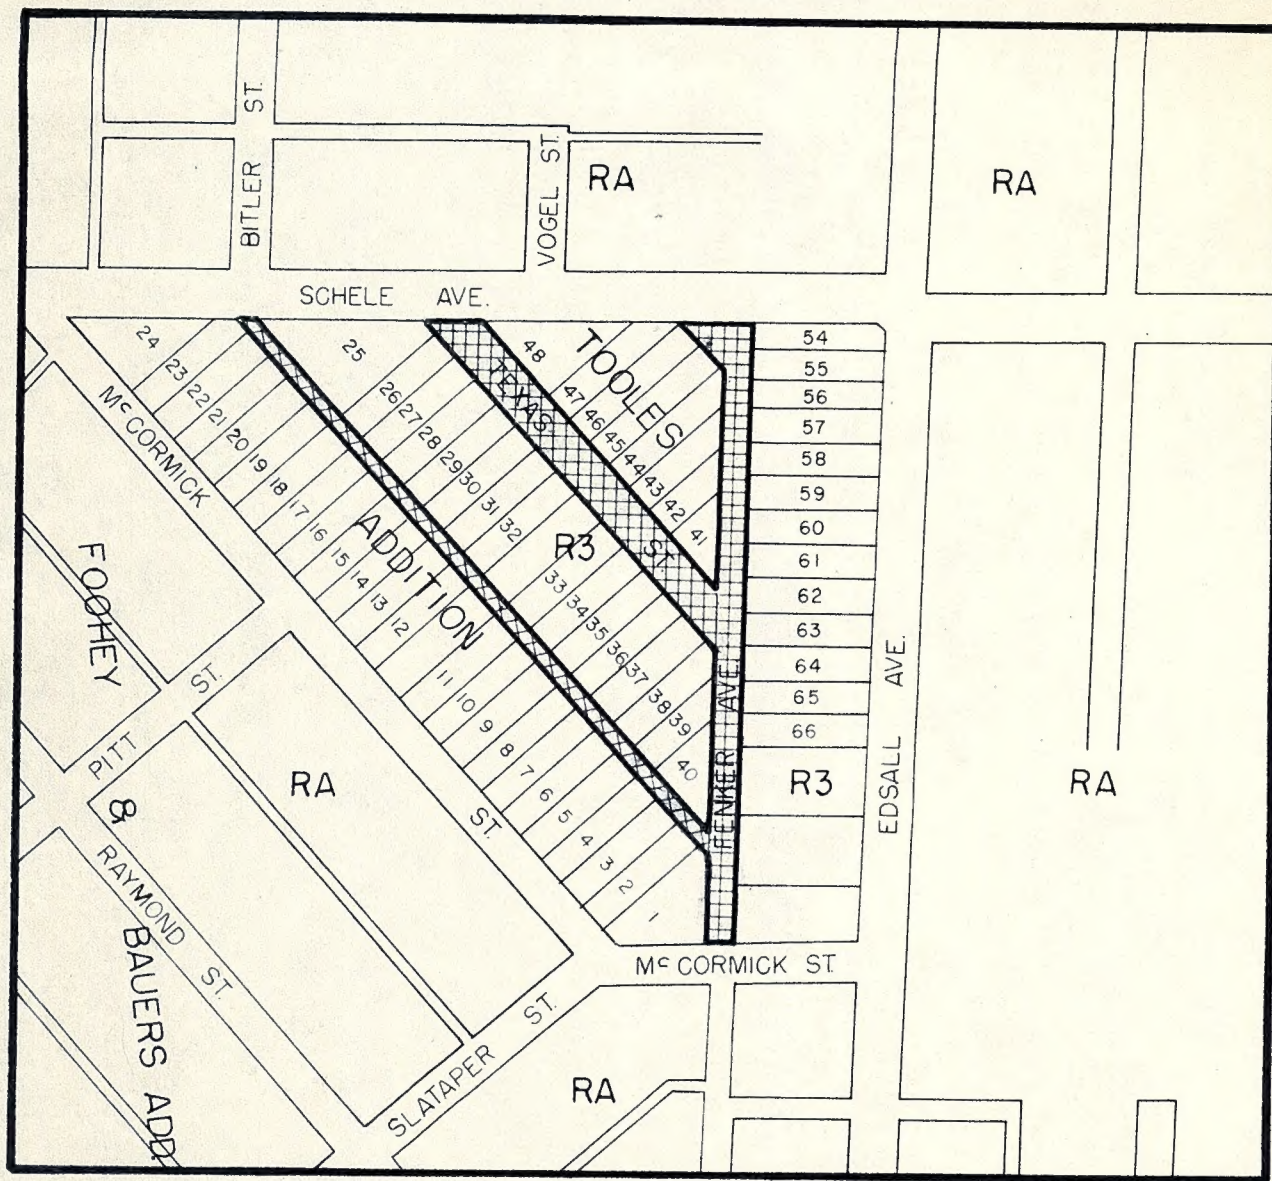 BITLER ST.
VOGEL ST.
RA
RA
SCHELE AVE.
24
23
22
21
20
19
18
17
16
15
14
13
12
11
10
9
8
7
6
5
4
3
2
1
25
26
27
28
29
30
31
32
33
34
35
36
37
38
39
40
48
47
46
45
44
43
42
41
TOOLES
ADDITION
TEXAS ST.
R3
54
55
56
57
58
59
60
61
62
63
64
65
66
R3
FENKER AVE.
EDSALL AVE.
RA
McCORMICK ST.
FOOHEY
& BAUERS ADD.
PITT ST.
RA
RAYMOND ST.
McCORMICK ST.
SLATAPER ST.
RA